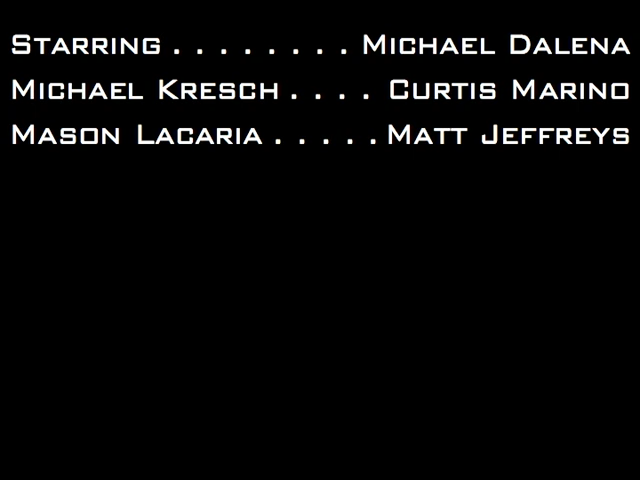 Starring . . . . . . . . Michael Dalena
Michael Kresch . . . . Curtis Marino
Mason Lacaria . . . . . Matt Jeffreys